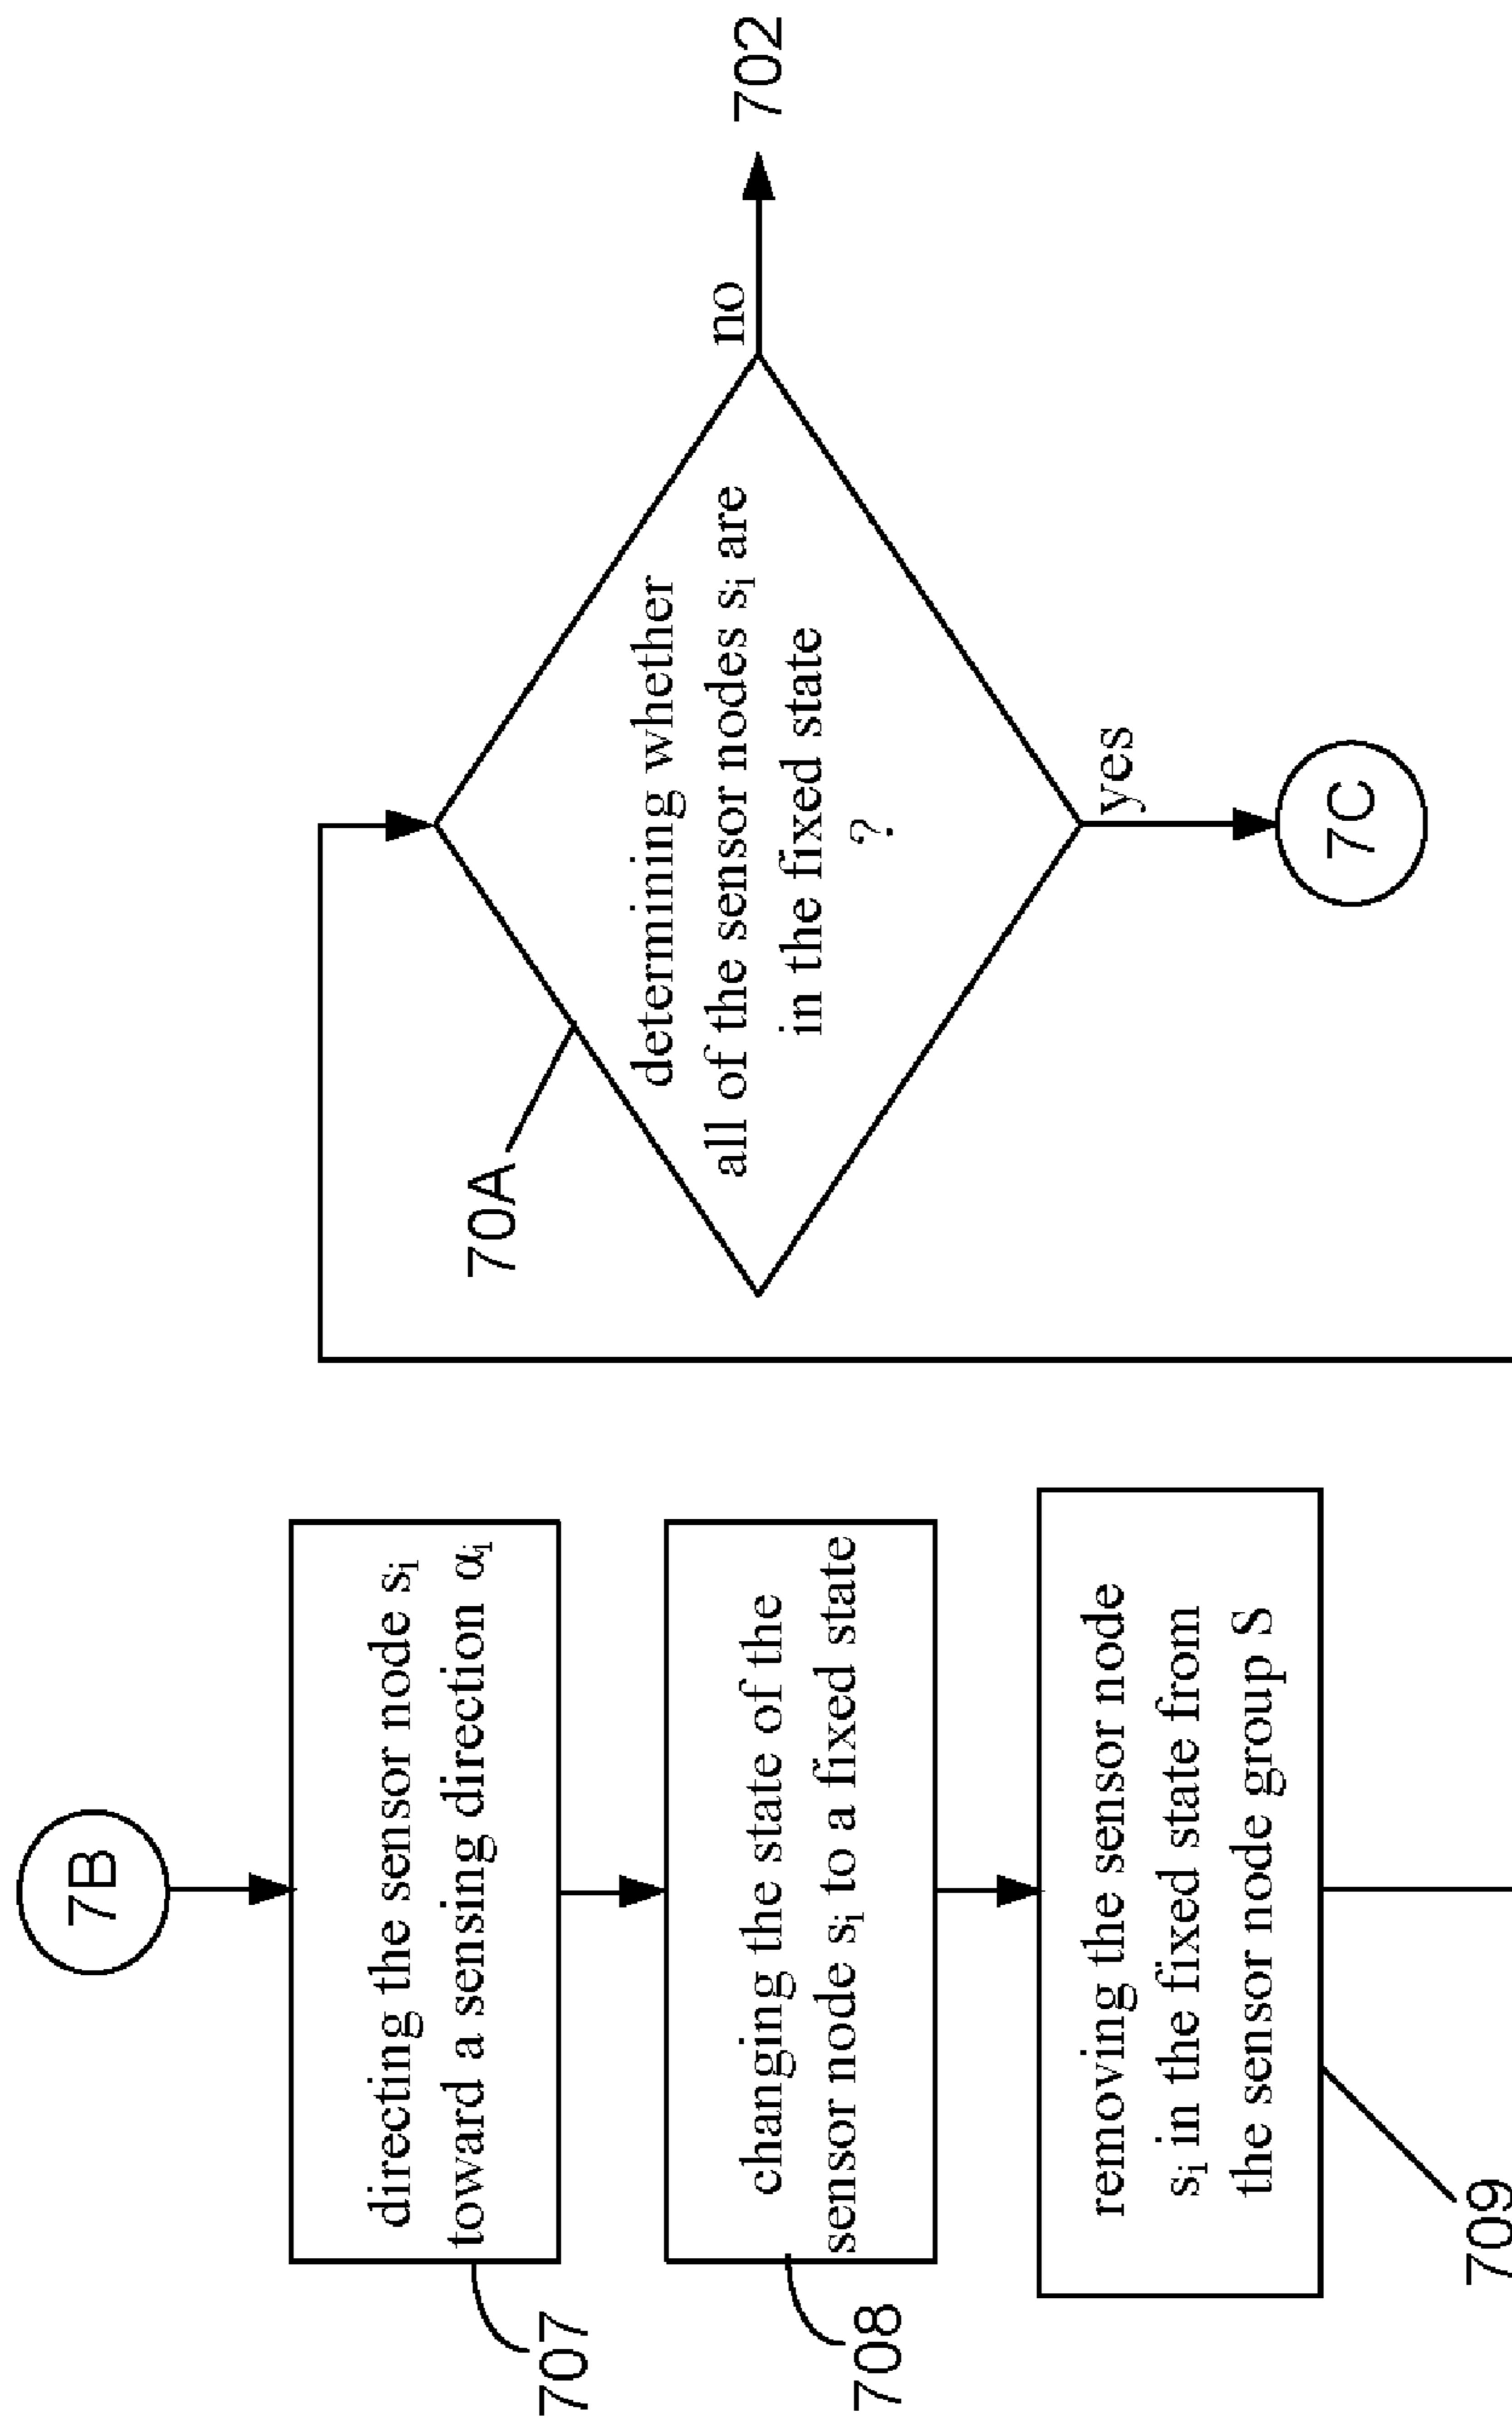 7B
directing the sensor node sᵢ
toward a sensing direction αᵢ
707
changing the state of the
sensor node sᵢ to a fixed state
708
removing the sensor node
sᵢ in the fixed state from
the sensor node group S
709
70A
determining whether
all of the sensor nodes sᵢ are
in the fixed state
?
no
702
yes
7C